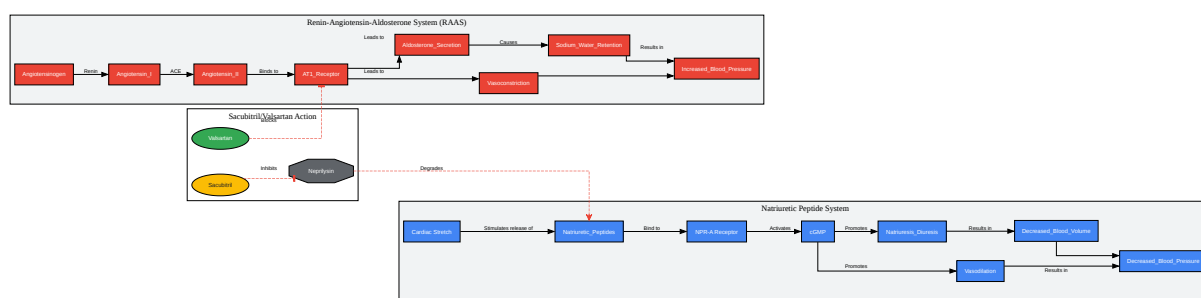 Renin-Angiotensin-Aldosterone System (RAAS)
Leads to
Aldosterone_Secretion
Causes
Sodium_Water_Retention
Results in
Angiotensinogen
Renin
Angiotensin_I
ACE
Angiotensin_II
Binds to
AT1_Receptor
Leads to
Vasoconstriction
Increased_Blood_Pressure
Sacubitril/Valsartan Action
Blocks
Valsartan
Inhibits
Neprilysin
Degrades
Sacubitril
Natriuretic Peptide System
Cardiac Stretch
Stimulates release of
Natriuretic_Peptides
Bind to
NPR-A Receptor
Activates
cGMP
Promotes
Natriuresis_Diuresis
Results in
Decreased_Blood_Volume
Promotes
Vasodilation
Results in
Decreased_Blood_Pressure